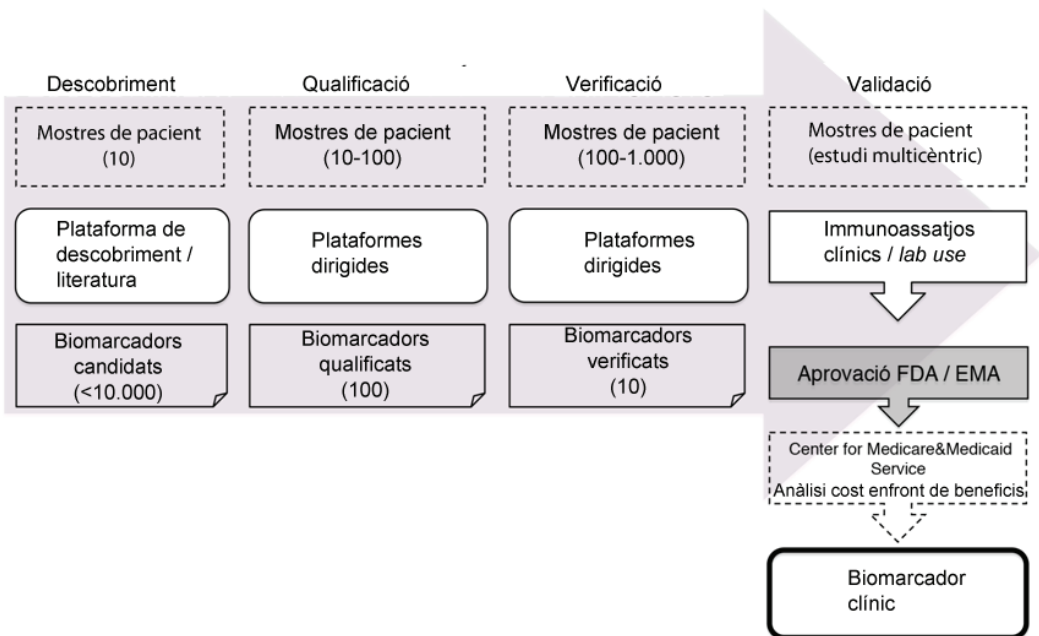 Descobriment
Qualificació
Verificació
Validació
Mostres de pacient
(10)
Mostres de pacient
(10-100)
Mostres de pacient
(100-1.000)
Mostres de pacient
(estudi multicèntric)
Plataforma de
descobriment /
literatura
Plataformes
dirigides
Plataformes
dirigides
Immunoassatjos
clínics / lab use
Biomarcadors
candidats
(<10.000)
Biomarcadors
qualificats
(100)
Biomarcadors
verificats
(10)
Aprovació FDA / EMA
Center for Medicare&Medicaid
Service
Anàlisi cost enfront de beneficis
Biomarcador
clínic